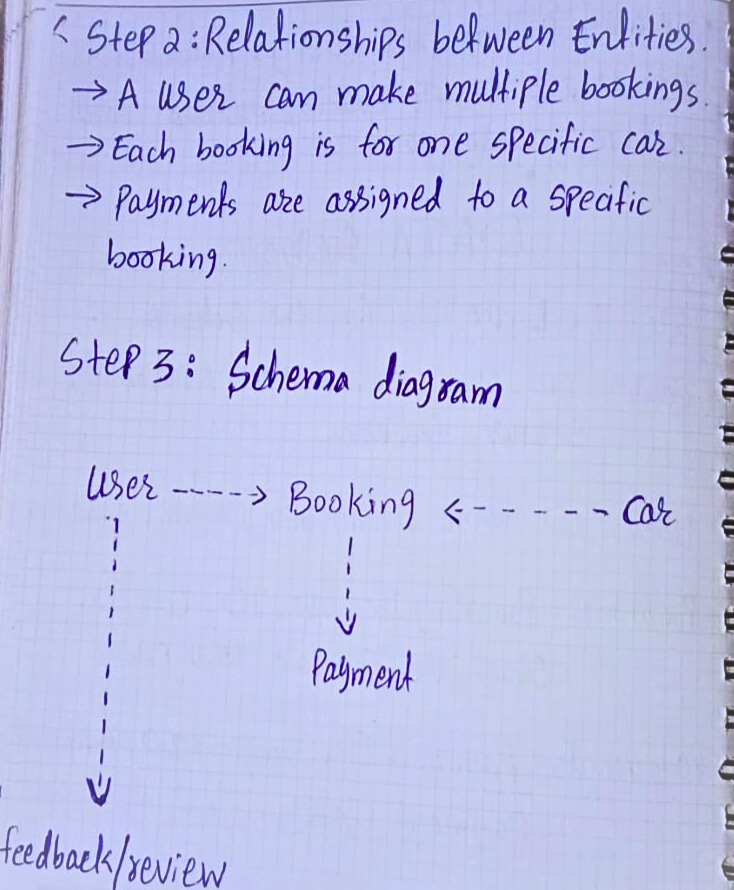 Step 2: Relationships between Entities.
→ A user can make multiple bookings.
→ Each booking is for one specific car.
→ Payments are assigned to a specific
booking.
Step 3: Schema diagram
User -----> Booking <------ Car
Payment
feedback/review